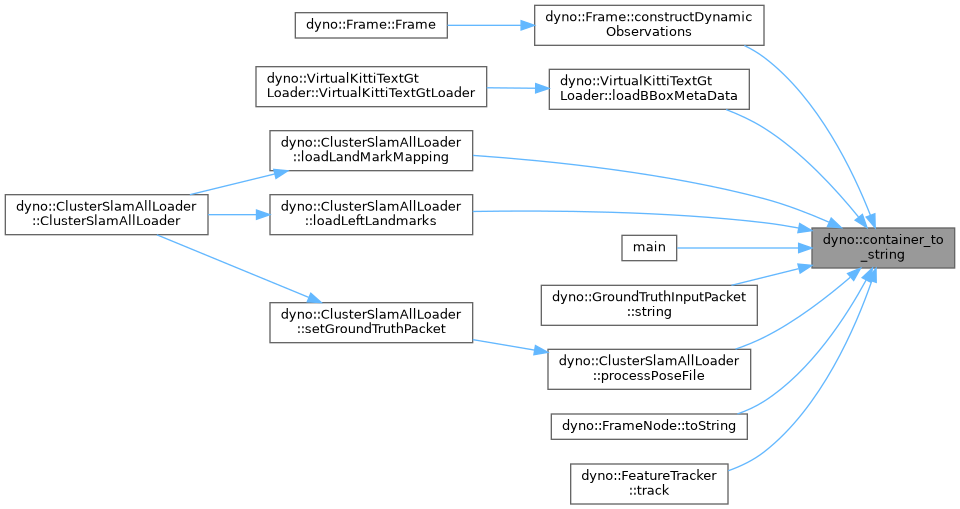 dyno::Frame::Frame
dyno::Frame::constructDynamic
Observations
dyno::VirtualKittiTextGt
Loader::VirtualKittiTextGtLoader
dyno::VirtualKittiTextGt
Loader::loadBBoxMetaData
dyno::ClusterSlamAllLoader
::loadLandMarkMapping
dyno::ClusterSlamAllLoader
::ClusterSlamAllLoader
dyno::ClusterSlamAllLoader
::loadLeftLandmarks
main
dyno::container_to
_string
dyno::GroundTruthInputPacket
::string
dyno::ClusterSlamAllLoader
::setGroundTruthPacket
dyno::ClusterSlamAllLoader
::processPoseFile
dyno::FrameNode::toString
dyno::FeatureTracker
::track